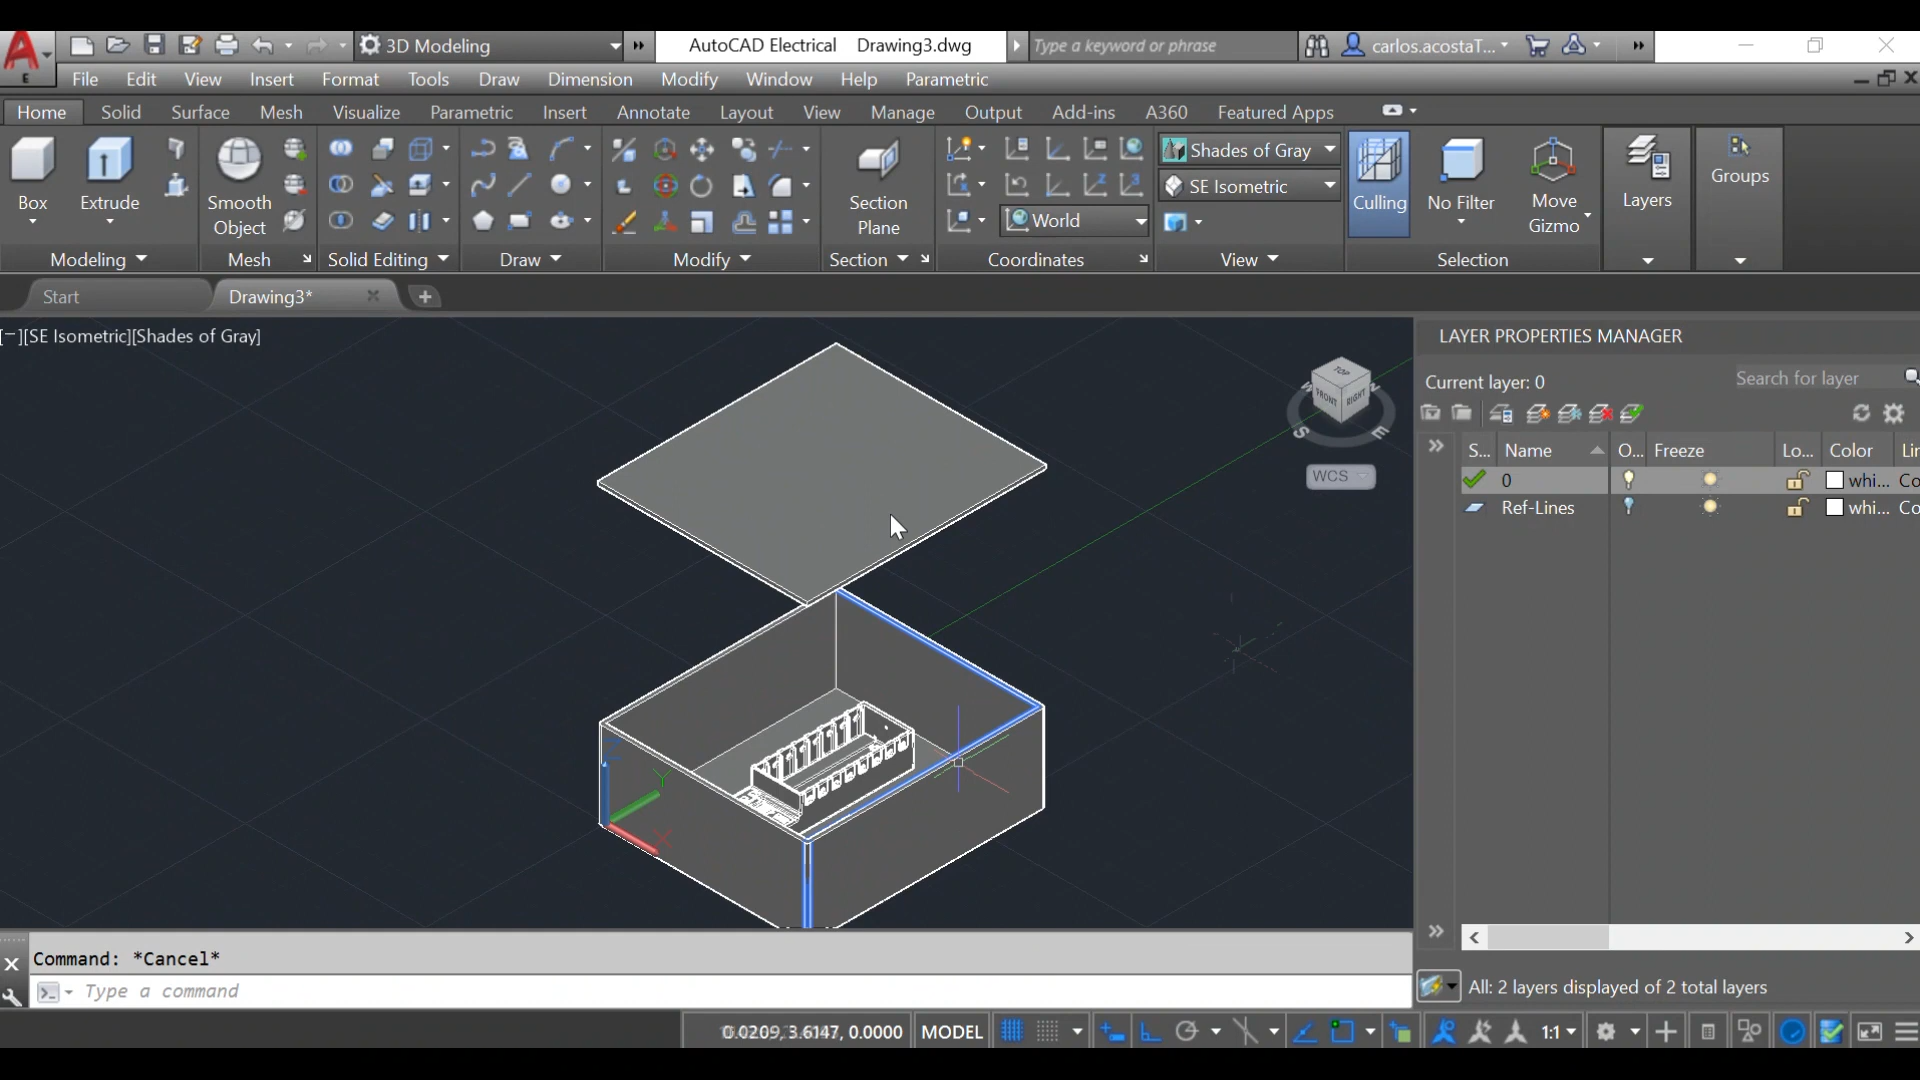 3D Modeling
AutoCAD Electrical Drawing3.dwg
Type a keyword or phrase
carlos.acostaT...
E
File Edit View Insert Format Tools Draw Dimension Modify Window Help Parametric
Home Solid Surface Mesh Visualize Parametric Insert Annotate Layout View Manage Output Add-ins A360 Featured Apps
Box
Extrude
Smooth
Object
Section
Plane
World
Shades of Gray
SE Isometric
Culling
No Filter
Move
Gizmo
Layers
Groups
Modeling
Mesh
Solid Editing
Draw
Modify
Section
Coordinates
View
Selection
Start
Drawing3*
[−][SE Isometric][Shades of Gray]
TOP
FRONT
RIGHT
W
N
S
E
WCS
Z
Y
X
LAYER PROPERTIES MANAGER
Current layer: 0
Search for layer
S... Name O... Freeze Lo... Color Lin
0 whi... Co
Ref-Lines whi... Co
Command: *Cancel*
Type a command
All: 2 layers displayed of 2 total layers
3.6147, 0.0000
MODEL
1:1